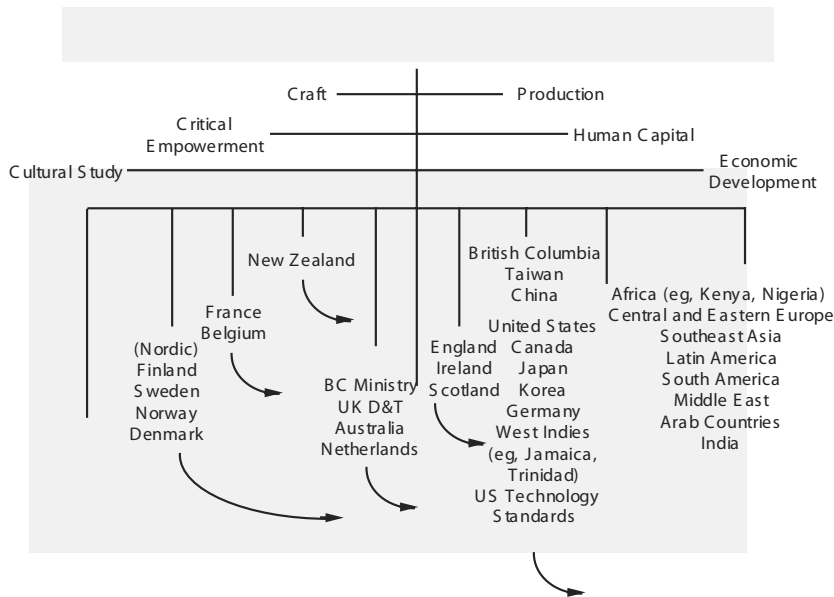 Craft
Production
Critical
Empowerment
Human Capital
Cultural Study
Economic
Development
New Zealand
France
Belgium
(Nordic)
Finland
Sweden
Norway
Denmark
BC Ministry
UK D&T
Australia
Netherlands
England
Ireland
Scotland
British Columbia
Taiwan
China
United States
Canada
Japan
Korea
Germany
West Indies
(eg, Jamaica,
Trinidad)
US Technology
Standards
Africa (eg, Kenya, Nigeria)
Central and Eastern Europe
Southeast Asia
Latin America
South America
Middle East
Arab Countries
India